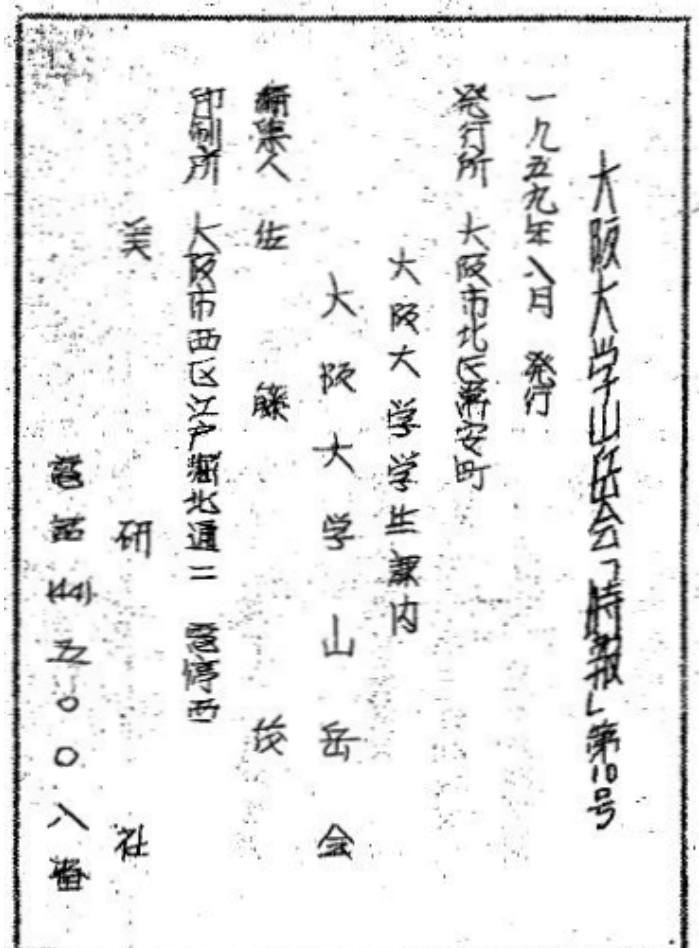 大阪大学山岳会「時報」第10号
一九五九年八月 発行
発行所 大阪市北区常安町
大阪大学学生課内
大阪大学山岳会
編集人 佐藤茂
印刷所 大阪市西区江戸堀北通二 電停西
美研社
電話(44)五〇〇八番